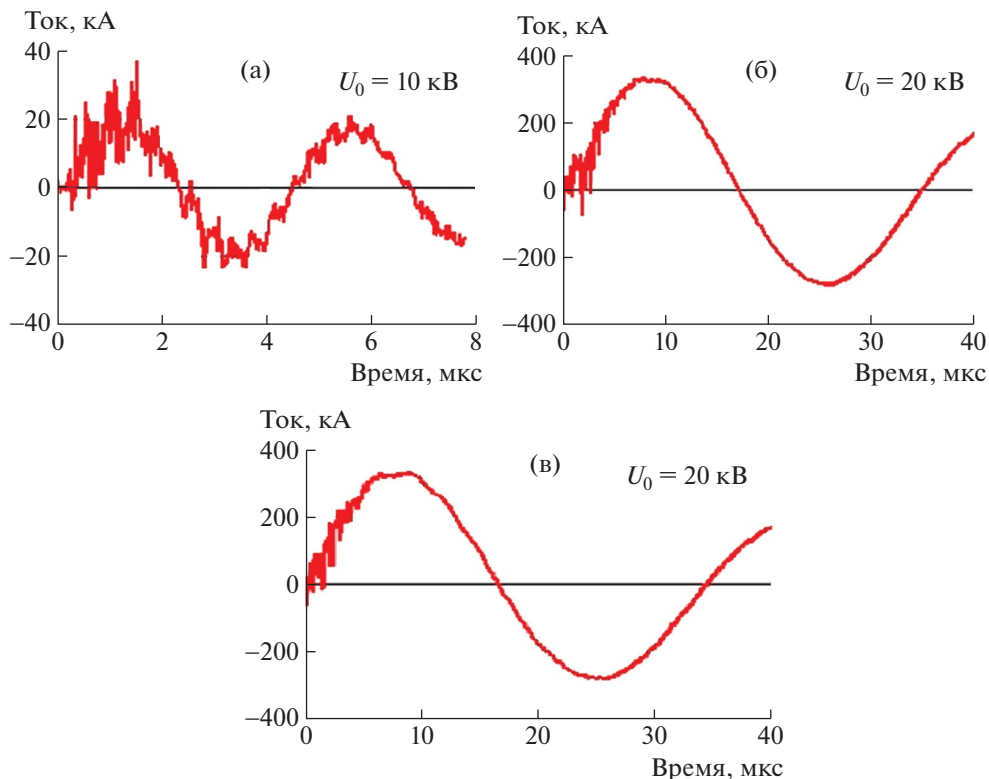 Ток, кА
40
20
0
–20
–40
(а)
U₀ = 10 кВ
0 2 4 6 8
Время, мкс
Ток, кА
400
200
0
–200
–400
(б)
U₀ = 20 кВ
0 10 20 30 40
Время, мкс
Ток, кА
400
200
0
–200
–400
(в)
U₀ = 20 кВ
0 10 20 30 40
Время, мкс